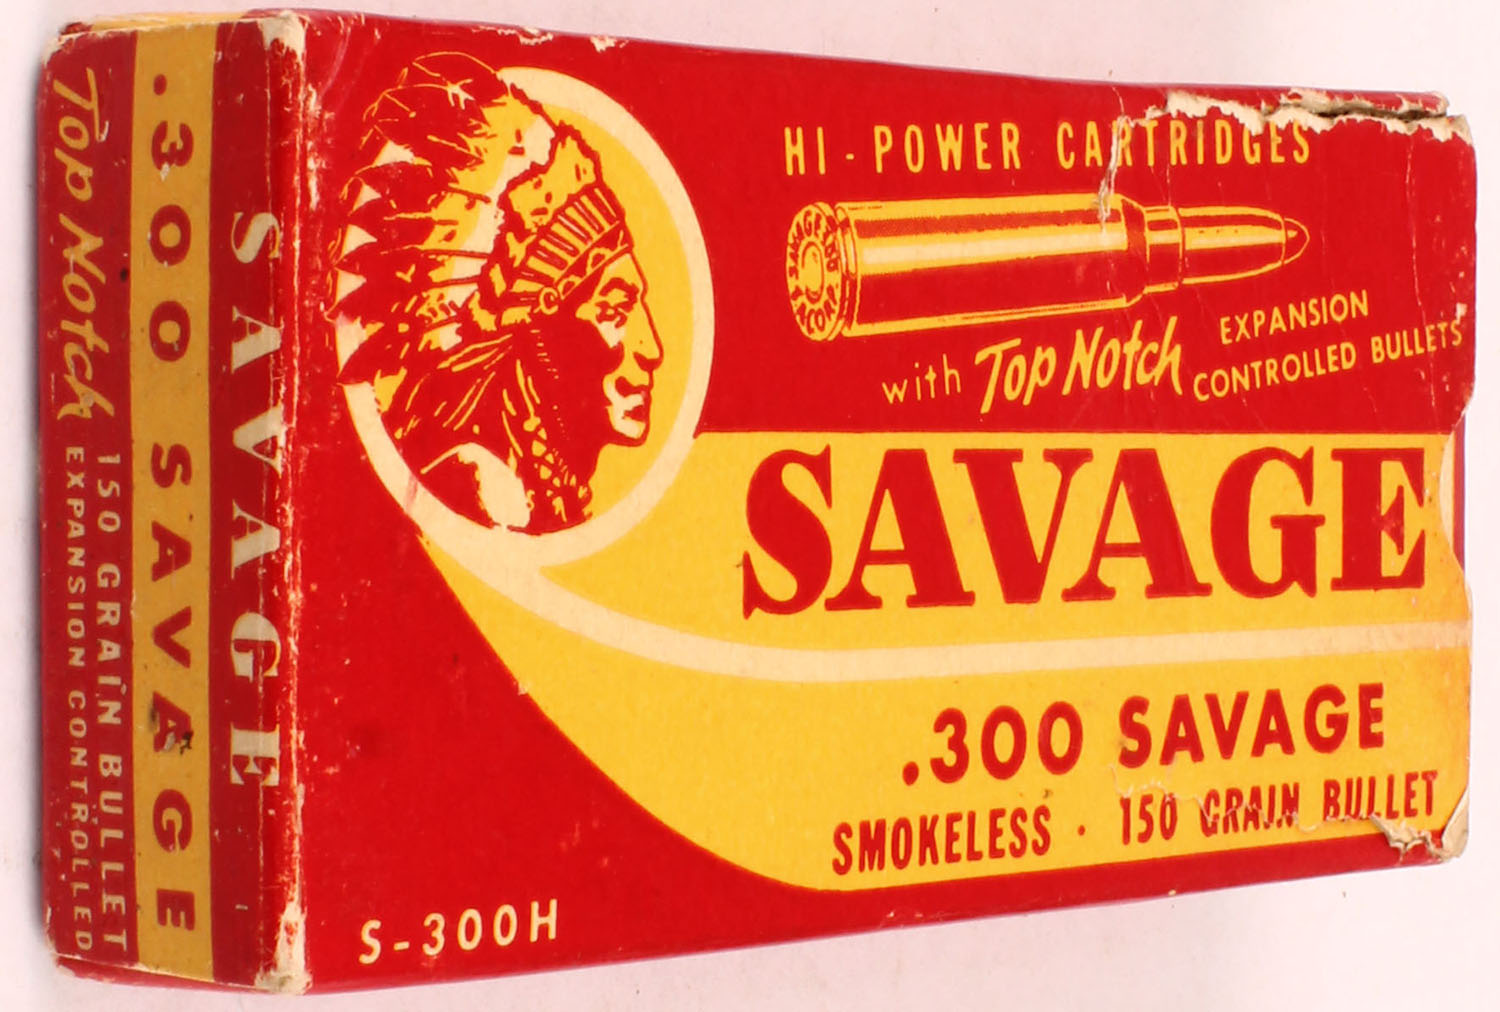 HI-POWER CARTRIDGES
SAVAGE
with Top Notch EXPANSION
CONTROLLED BULLETS
SAVAGE
.300 SAVAGE
SMOKELESS · 150 GRAIN BULLET
S-300H
SAVAGE
.300 SAVAGE
Top Notch 150 GRAIN BULLET
EXPANSION CONTROLLED